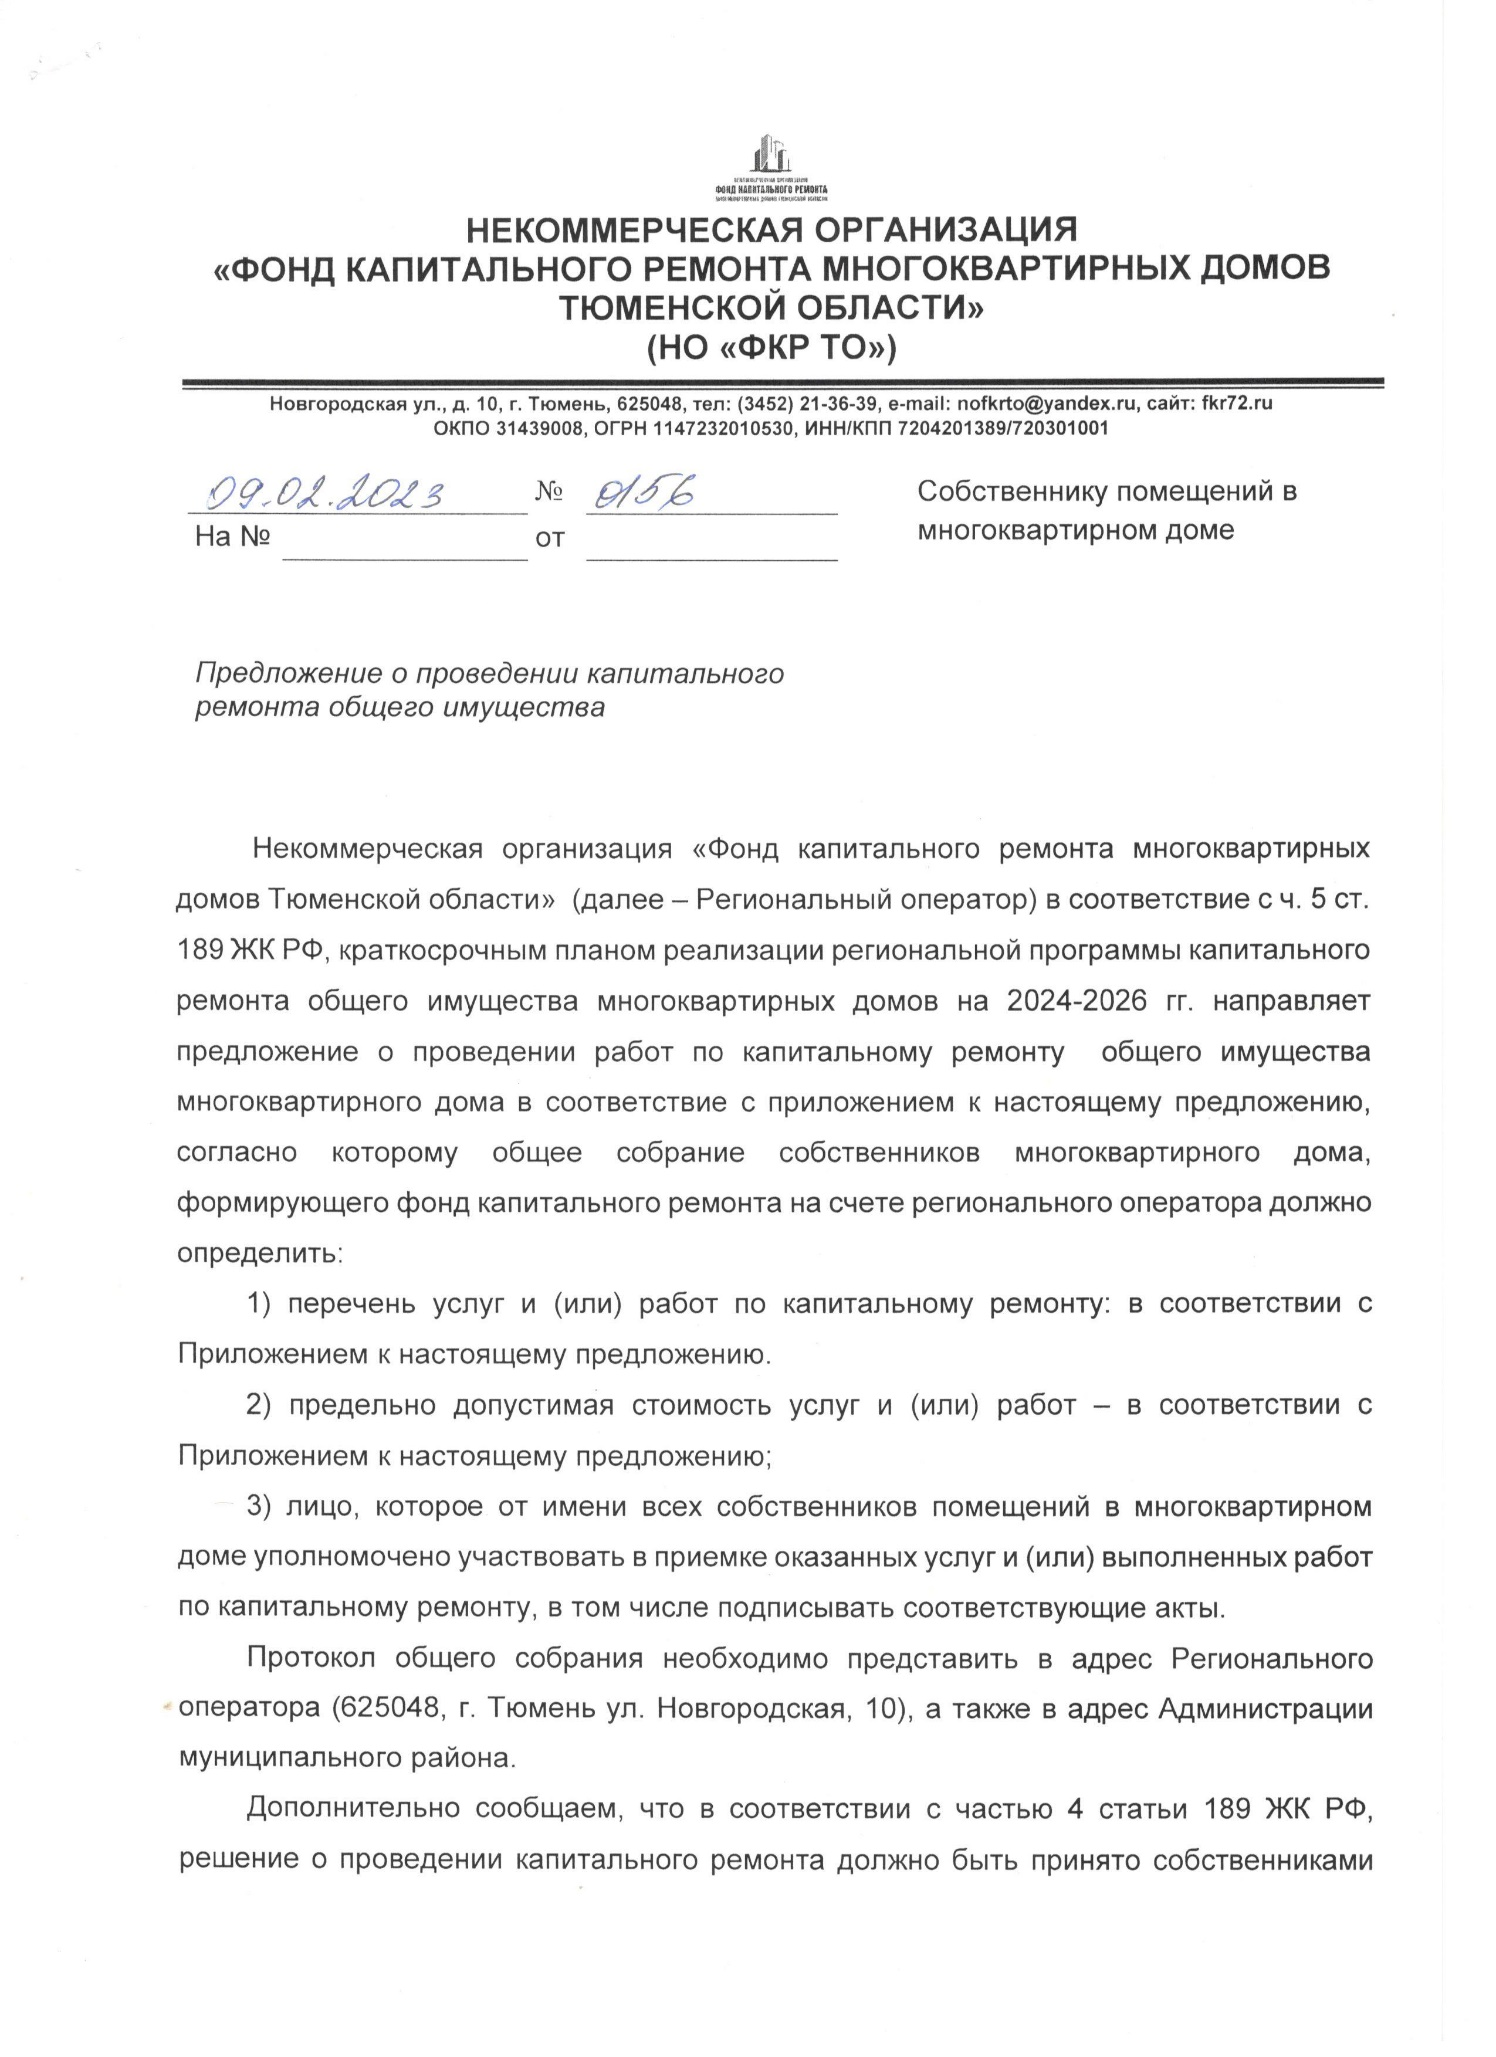 ФОНД КАПИТАЛЬНОГО РЕМОНТА
НЕКОММЕРЧЕСКАЯ ОРГАНИЗАЦИЯ
«ФОНД КАПИТАЛЬНОГО РЕМОНТА МНОГОКВАРТИРНЫХ ДОМОВ
ТЮМЕНСКОЙ ОБЛАСТИ»
(НО «ФКР ТО»)
Новгородская ул., д. 10, г. Тюмень, 625048, тел: (3452) 21-36-39, e-mail: nofkrto@yandex.ru, сайт: fkr72.ru
ОКПО 31439008, ОГРН 1147232010530, ИНН/КПП 7204201389/720301001
09.02.2023 № 0156
На № от
Собственнику помещений в
многоквартирном доме
Предложение о проведении капитального
ремонта общего имущества
Некоммерческая организация «Фонд капитального ремонта многоквартирных
домов Тюменской области» (далее – Региональный оператор) в соответствие с ч. 5 ст.
189 ЖК РФ, краткосрочным планом реализации региональной программы капитального
ремонта общего имущества многоквартирных домов на 2024-2026 гг. направляет
предложение о проведении работ по капитальному ремонту общего имущества
многоквартирного дома в соответствие с приложением к настоящему предложению,
согласно которому общее собрание собственников многоквартирного дома,
формирующего фонд капитального ремонта на счете регионального оператора должно
определить:
1) перечень услуг и (или) работ по капитальному ремонту: в соответствии с
Приложением к настоящему предложению.
2) предельно допустимая стоимость услуг и (или) работ – в соответствии с
Приложением к настоящему предложению;
3) лицо, которое от имени всех собственников помещений в многоквартирном
доме уполномочено участвовать в приемке оказанных услуг и (или) выполненных работ
по капитальному ремонту, в том числе подписывать соответствующие акты.
Протокол общего собрания необходимо представить в адрес Регионального
оператора (625048, г. Тюмень ул. Новгородская, 10), а также в адрес Администрации
муниципального района.
Дополнительно сообщаем, что в соответствии с частью 4 статьи 189 ЖК РФ,
решение о проведении капитального ремонта должно быть принято собственниками